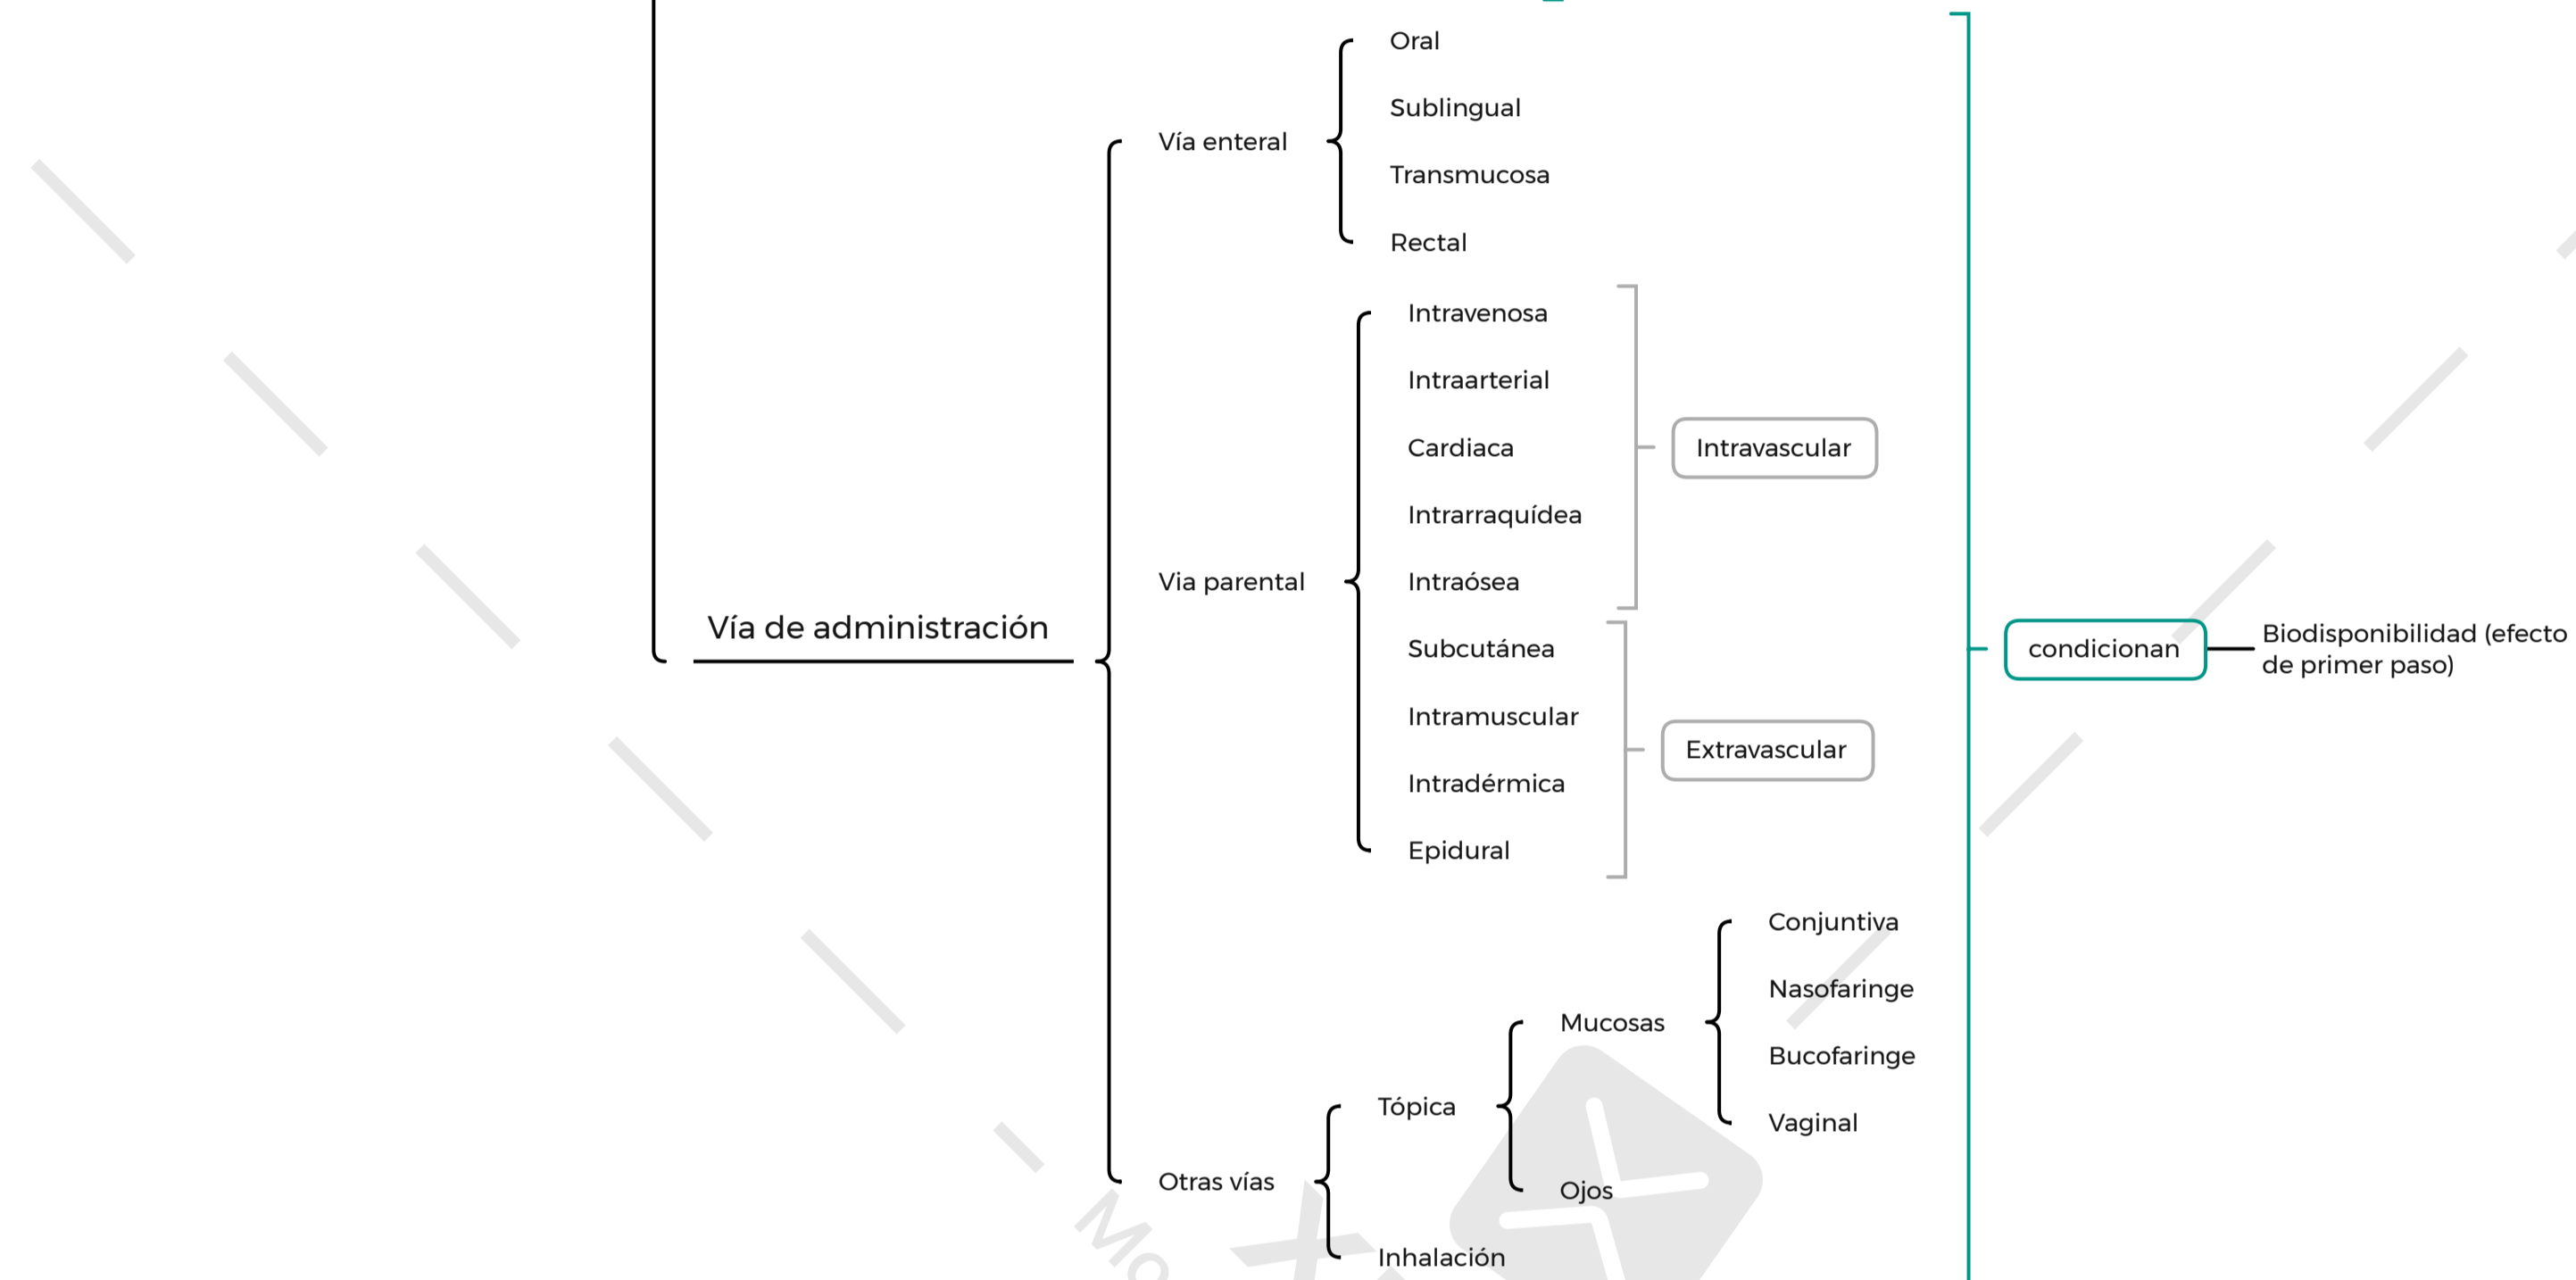 Oral
Sublingual
Vía enteral
Transmucosa
Rectal
Intravenosa
Intraarterial
Cardiaca
Intravascular
Intrarraquídea
Via parental
Intraósea
Vía de administración
Subcutánea
condicionan
Biodisponibilidad (efecto
de primer paso)
Intramuscular
Extravascular
Intradérmica
Epidural
Conjuntiva
Nasofaringe
Mucosas
Bucofaringe
Tópica
Vaginal
Otras vías
Ojos
Inhalación